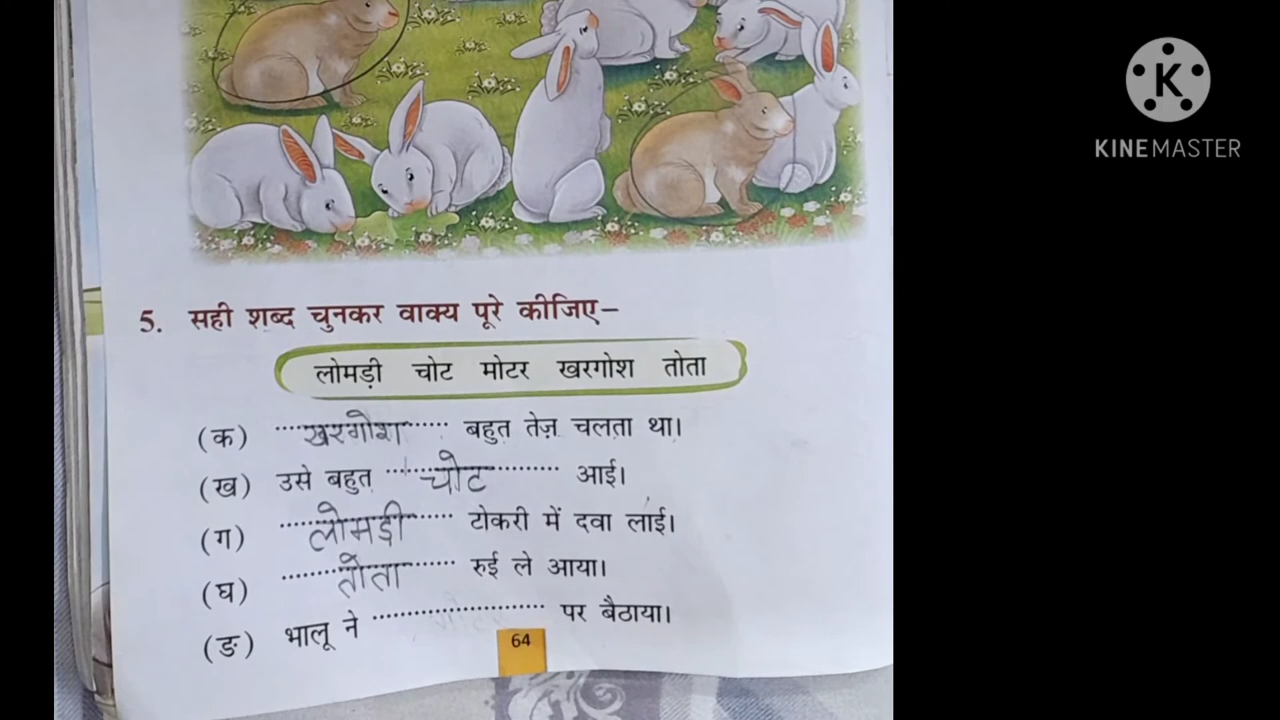 KINEMASTER
5. सही शब्द चुनकर वाक्य पूरे कीजिए–
लोमड़ी चोट मोटर खरगोश तोता
(क) खरगोश बहुत तेज़ चलता था।
(ख) उसे बहुत चोट आई।
(ग) लोमडी टोकरी में दवा लाई।
(घ) तोता रुई ले आया।
(ङ) भालू ने मोटर पर बैठाया।
64